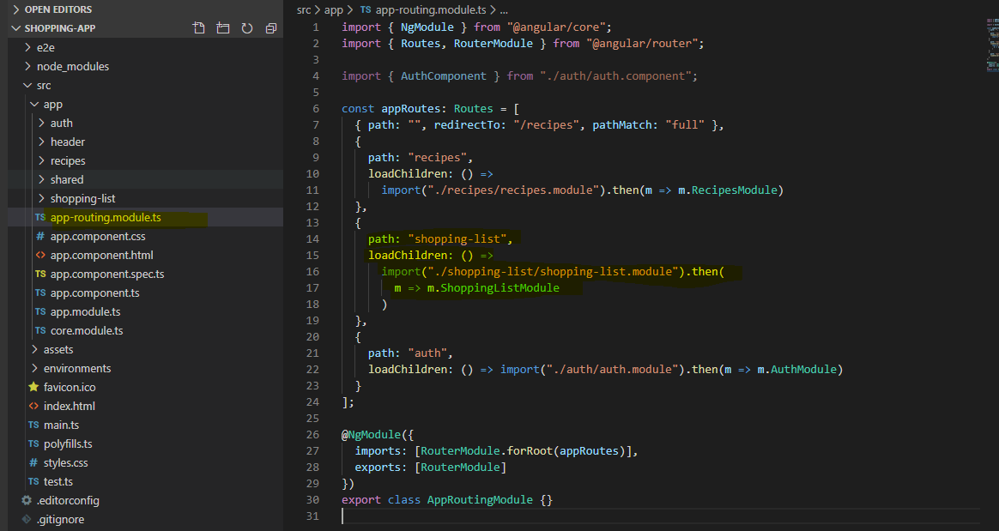 OPEN EDITORS
SHOPPING-APP
e2e
node_modules
src
app
auth
header
recipes
shared
shopping-list
TS app-routing.module.ts
# app.component.css
<> app.component.html
TS app.component.spec.ts
TS app.component.ts
TS app.module.ts
TS core.module.ts
assets
environments
favicon.ico
<> index.html
TS main.ts
TS polyfills.ts
# styles.css
TS test.ts
.editorconfig
.gitignore
src > app > TS app-routing.module.ts > ...
1 import { NgModule } from "@angular/core";
2 import { Routes, RouterModule } from "@angular/router";
3
4 import { AuthComponent } from "./auth/auth.component";
5
6 const appRoutes: Routes = [
7 { path: "", redirectTo: "/recipes", pathMatch: "full" },
8 {
9 path: "recipes",
10 loadChildren: () =>
11 import("./recipes/recipes.module").then(m => m.RecipesModule)
12 },
13 {
14 path: "shopping-list",
15 loadChildren: () =>
16 import("./shopping-list/shopping-list.module").then(
17 m => m.ShoppingListModule
18 )
19 },
20 {
21 path: "auth",
22 loadChildren: () => import("./auth/auth.module").then(m => m.AuthModule)
23 }
24 ];
25
26 @NgModule({
27 imports: [RouterModule.forRoot(appRoutes)],
28 exports: [RouterModule]
29 })
30 export class AppRoutingModule {}
31